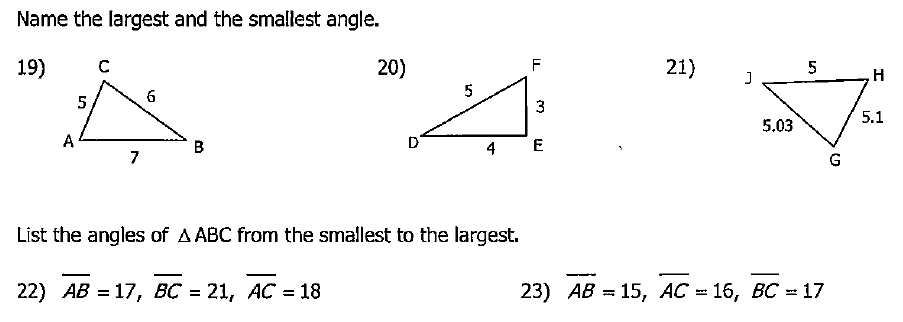 Name the largest and the smallest angle.
19) C 20) F 21) J 5 H
5 6 5 3 5.03 5.1
A 7 B D 4 E G
List the angles of △ABC from the smallest to the largest.
22) AB = 17, BC = 21, AC = 18 23) AB = 15, AC = 16, BC = 17